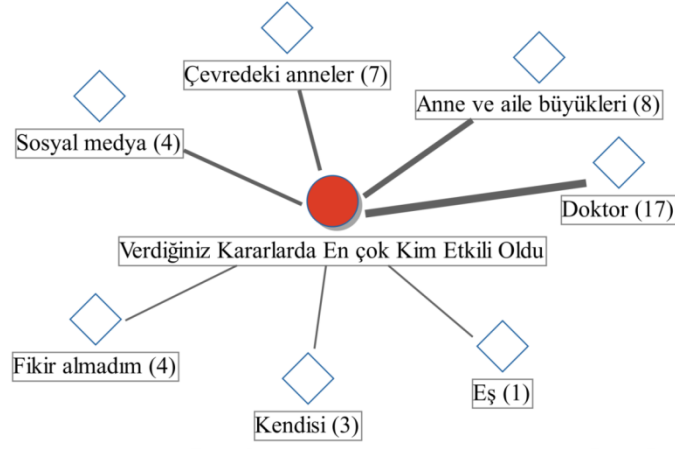 Çevredeki anneler (7)
Anne ve aile büyükleri (8)
Sosyal medya (4)
Doktor (17)
Verdiğiniz Kararlarda En çok Kim Etkili Oldu
Fikir almadım (4)
Eş (1)
Kendisi (3)